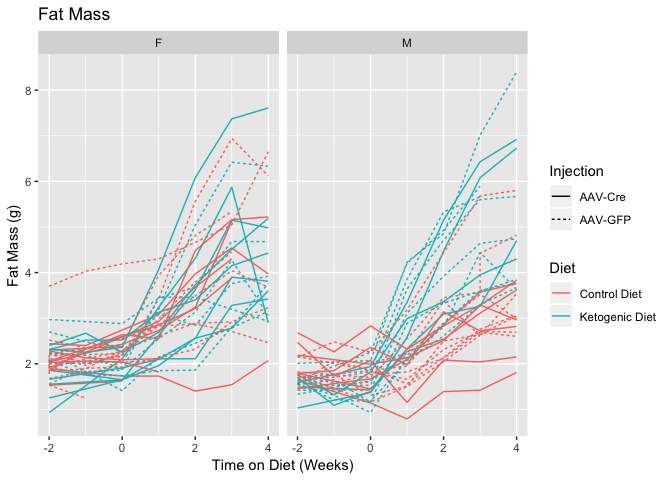 Fat Mass
F
M
8
6
4
2
Fat Mass (g)
-2
0
2
4
-2
0
2
4
Time on Diet (Weeks)
Injection
AAV-Cre
AAV-GFP
Diet
Control Diet
Ketogenic Diet